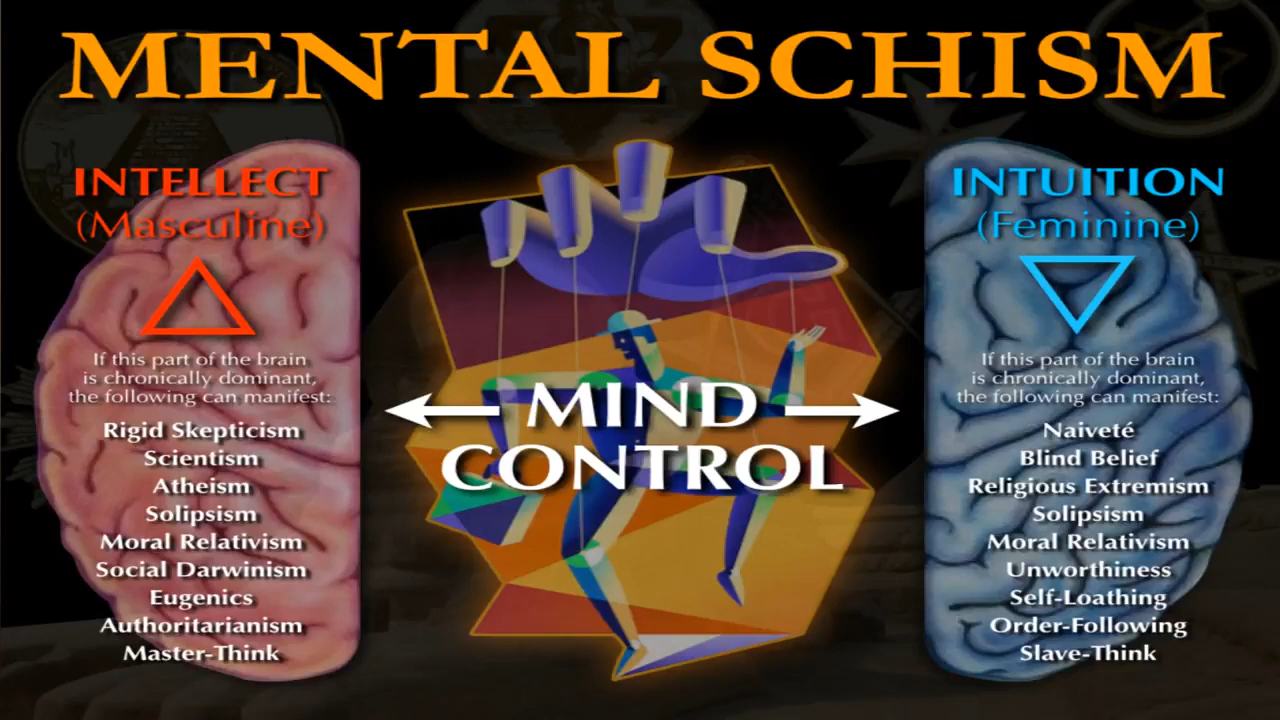 MENTAL SCHISM
INTELLECT
(Masculine)
If this part of the brain
is chronically dominant,
the following can manifest:
Rigid Skepticism
Scientism
Atheism
Solipsism
Moral Relativism
Social Darwinism
Eugenics
Authoritarianism
Master-Think
MIND
CONTROL
INTUITION
(Feminine)
If this part of the brain
is chronically dominant,
the following can manifest:
Naiveté
Blind Belief
Religious Extremism
Solipsism
Moral Relativism
Unworthiness
Self-Loathing
Order-Following
Slave-Think